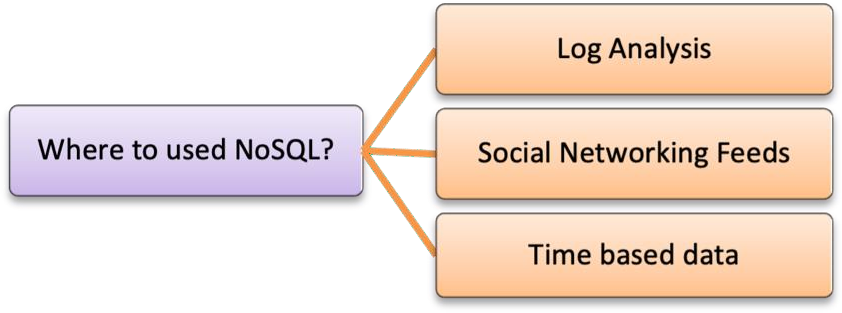 Where to used NoSQL?
Log Analysis
Social Networking Feeds
Time based data